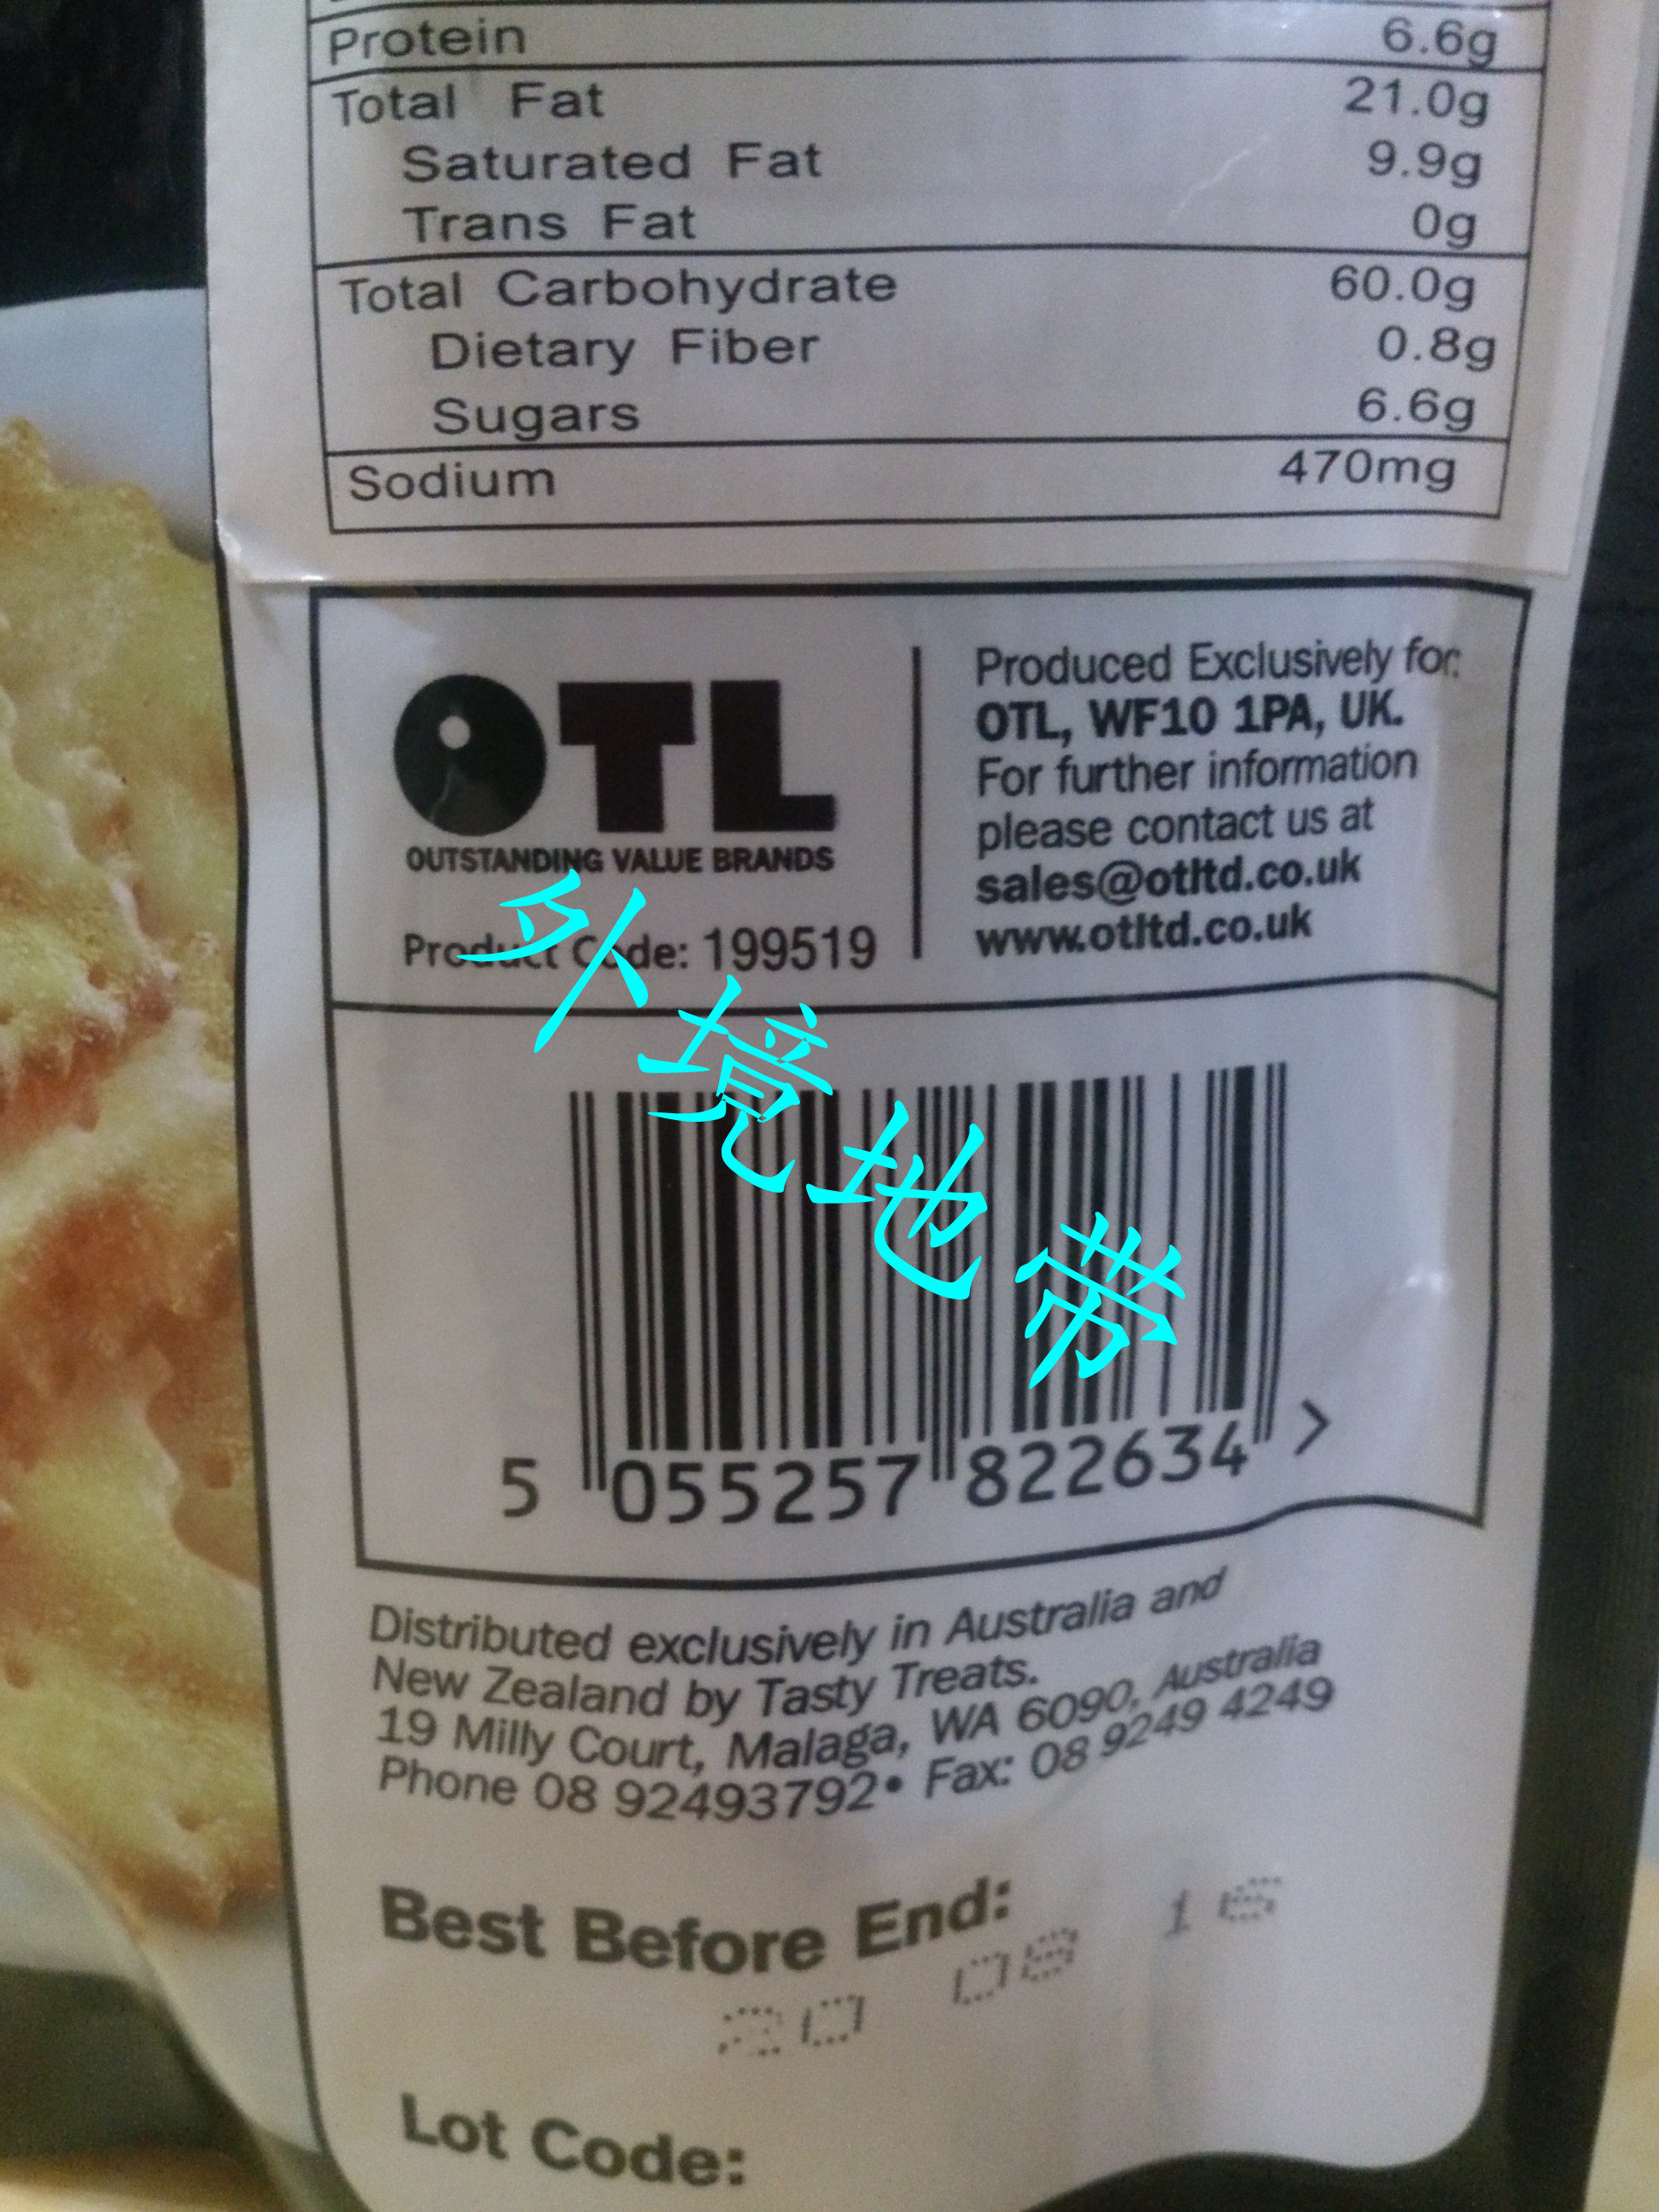 Protein 6.6g
Total Fat 21.0g
Saturated Fat 9.9g
Trans Fat 0g
Total Carbohydrate 60.0g
Dietary Fiber 0.8g
Sugars 6.6g
Sodium 470mg
OTL
OUTSTANDING VALUE BRANDS
Product Code: 199519
Produced Exclusively for:
OTL, WF10 1PA, UK.
For further information
please contact us at
sales@otltd.co.uk
www.otltd.co.uk
外境地带
5 055257 822634 >
Distributed exclusively in Australia and
New Zealand by Tasty Treats.
19 Milly Court, Malaga, WA 6090, Australia
Phone 08 92493792• Fax: 08 9249 4249
Best Before End:
20 08 16
Lot Code: